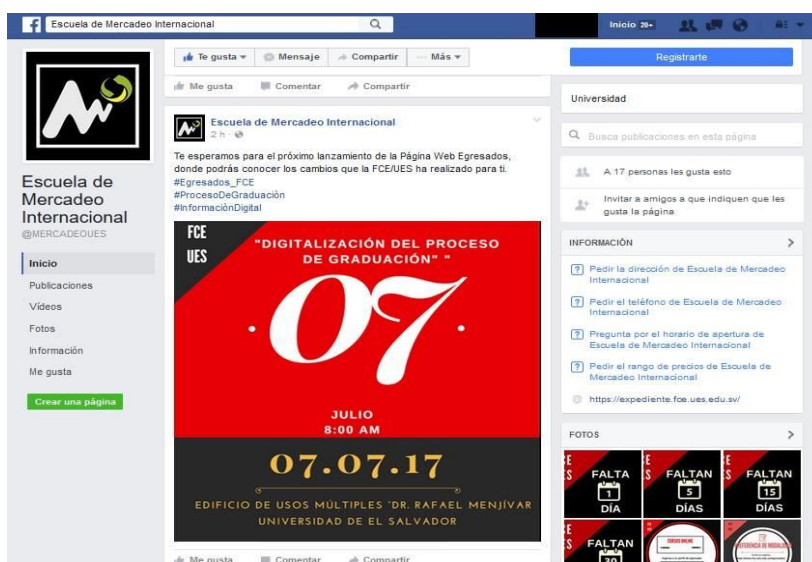 Escuela de Mercadeo Internacional
Inicio 20+
Te gusta
Mensaje
Compartir
Más
Registrarte
Me gusta
Comentar
Compartir
Escuela de
Mercadeo
Internacional
@MERCADEOUES
Inicio
Publicaciones
Vídeos
Fotos
Información
Me gusta
Crear una página
Escuela de Mercadeo Internacional
2 h
Te esperamos para el próximo lanzamiento de la Página Web Egresados,
donde podrás conocer los cambios que la FCE/UES ha realizado para ti.
#Egresados_FCE
#ProcesoDeGraduación
#InformaciónDigital
FCE
UES
"DIGITALIZACIÓN DEL PROCESO
DE GRADUACIÓN" "
07
JULIO
8:00 AM
07.07.17
EDIFICIO DE USOS MÚLTIPLES "DR. RAFAEL MENJÍVAR
UNIVERSIDAD DE EL SALVADOR
Me gusta
Comentar
Compartir
Universidad
Busca publicaciones en esta página
A 17 personas les gusta esto
Invitar a amigos a que indiquen que les
gusta la página
INFORMACIÓN
Pedir la dirección de Escuela de Mercadeo
Internacional
Pedir el teléfono de Escuela de Mercadeo
Internacional
Pregunta por el horario de apertura de
Escuela de Mercadeo Internacional
Pedir el rango de precios de Escuela de
Mercadeo Internacional
https://expediente.fce.ues.edu.sv/
FOTOS
FALTA
1
DÍA
FALTAN
5
DÍAS
FALTAN
15
DÍAS
FALTAN
30
CURSOS ONLINE